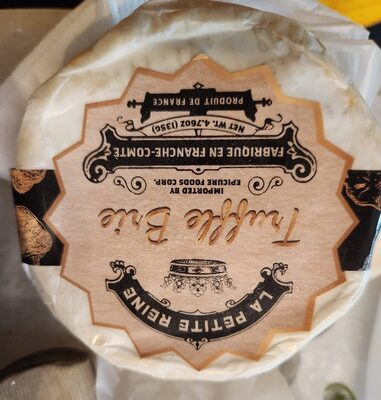 LA PETITE REINE
Truffle Brie
IMPORTED BY
EPICURE FOODS CORP.
FABRIQUE EN FRANCHE-COMTÉ
NET WT. 4.76OZ (135G)
PRODUIT DE FRANCE